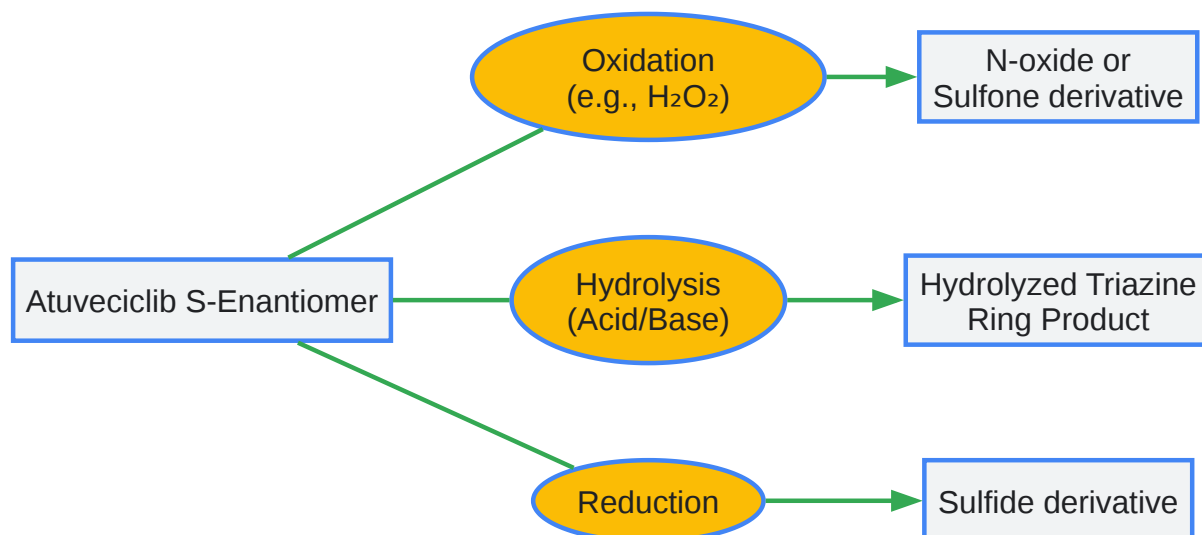 Oxidation
(e.g., H₂O₂)
N-oxide or
Sulfone derivative
Atuveciclib S-Enantiomer
Hydrolysis
(Acid/Base)
Hydrolyzed Triazine
Ring Product
Reduction
Sulfide derivative